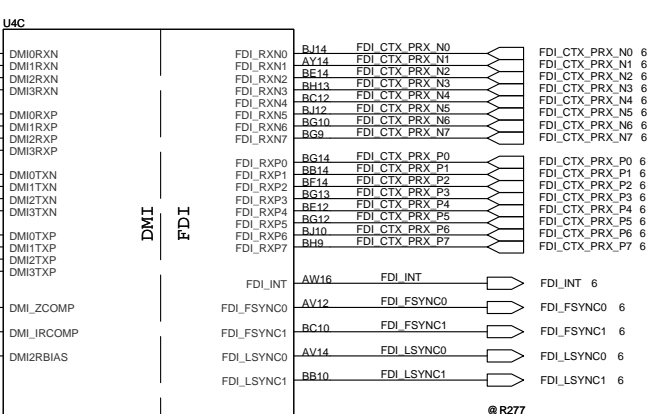 U4C
DMI0RXN FDI_RXN0 BJ14 FDI_CTX_PRX_N0 FDI_CTX_PRX_N0 6
DMI1RXN FDI_RXN1 AY14 FDI_CTX_PRX_N1 FDI_CTX_PRX_N1 6
DMI2RXN FDI_RXN2 BE14 FDI_CTX_PRX_N2 FDI_CTX_PRX_N2 6
DMI3RXN FDI_RXN3 BH13 FDI_CTX_PRX_N3 FDI_CTX_PRX_N3 6
FDI_RXN4 BC12 FDI_CTX_PRX_N4 FDI_CTX_PRX_N4 6
DMI0RXP FDI_RXN5 BJ12 FDI_CTX_PRX_N5 FDI_CTX_PRX_N5 6
DMI1RXP FDI_RXN6 BG10 FDI_CTX_PRX_N6 FDI_CTX_PRX_N6 6
DMI2RXP FDI_RXN7 BG9 FDI_CTX_PRX_N7 FDI_CTX_PRX_N7 6
DMI3RXP
FDI_RXP0 BG14 FDI_CTX_PRX_P0 FDI_CTX_PRX_P0 6
DMI0TXN FDI_RXP1 BB14 FDI_CTX_PRX_P1 FDI_CTX_PRX_P1 6
DMI1TXN FDI_RXP2 BF14 FDI_CTX_PRX_P2 FDI_CTX_PRX_P2 6
DMI2TXN FDI_RXP3 BG13 FDI_CTX_PRX_P3 FDI_CTX_PRX_P3 6
DMI3TXN FDI_RXP4 BE12 FDI_CTX_PRX_P4 FDI_CTX_PRX_P4 6
FDI_RXP5 BG12 FDI_CTX_PRX_P5 FDI_CTX_PRX_P5 6
DMI0TXP FDI_RXP6 BJ10 FDI_CTX_PRX_P6 FDI_CTX_PRX_P6 6
DMI1TXP FDI_RXP7 BH9 FDI_CTX_PRX_P7 FDI_CTX_PRX_P7 6
DMI2TXP
DMI3TXP
DMI
FDI
FDI_INT AW16 FDI_INT FDI_INT 6
DMI_ZCOMP FDI_FSYNC0 AV12 FDI_FSYNC0 FDI_FSYNC0 6
DMI_IRCOMP FDI_FSYNC1 BC10 FDI_FSYNC1 FDI_FSYNC1 6
DMI2RBIAS FDI_LSYNC0 AV14 FDI_LSYNC0 FDI_LSYNC0 6
FDI_LSYNC1 BB10 FDI_LSYNC1 FDI_LSYNC1 6
@ R277